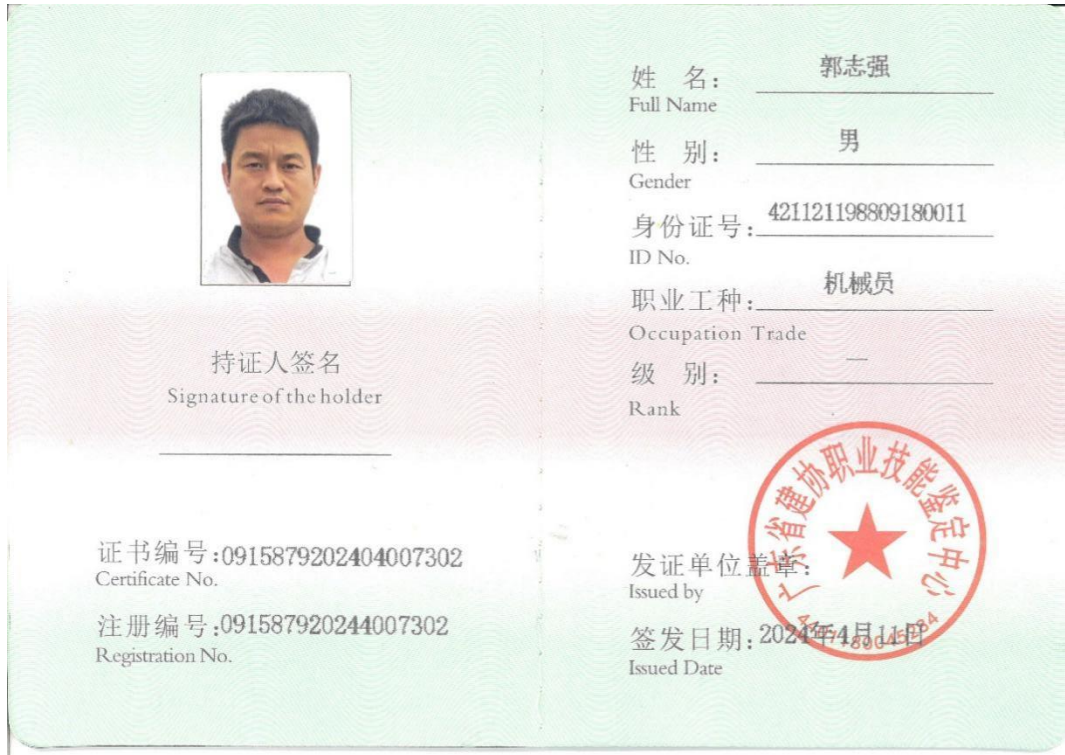 持证人签名
Signature of the holder
证书编号:0915879202404007302
Certificate No.
注册编号:091587920244007302
Registration No.
姓 名: 郭志强
Full Name
性 别: 男
Gender
身份证号: 421121198809180011
ID No.
职业工种: 机械员
Occupation Trade
级 别: 一
Rank
广东省建协职业技能鉴定中心
发证单位盖章:
Issued by
签发日期: 2024年4月11日
Issued Date